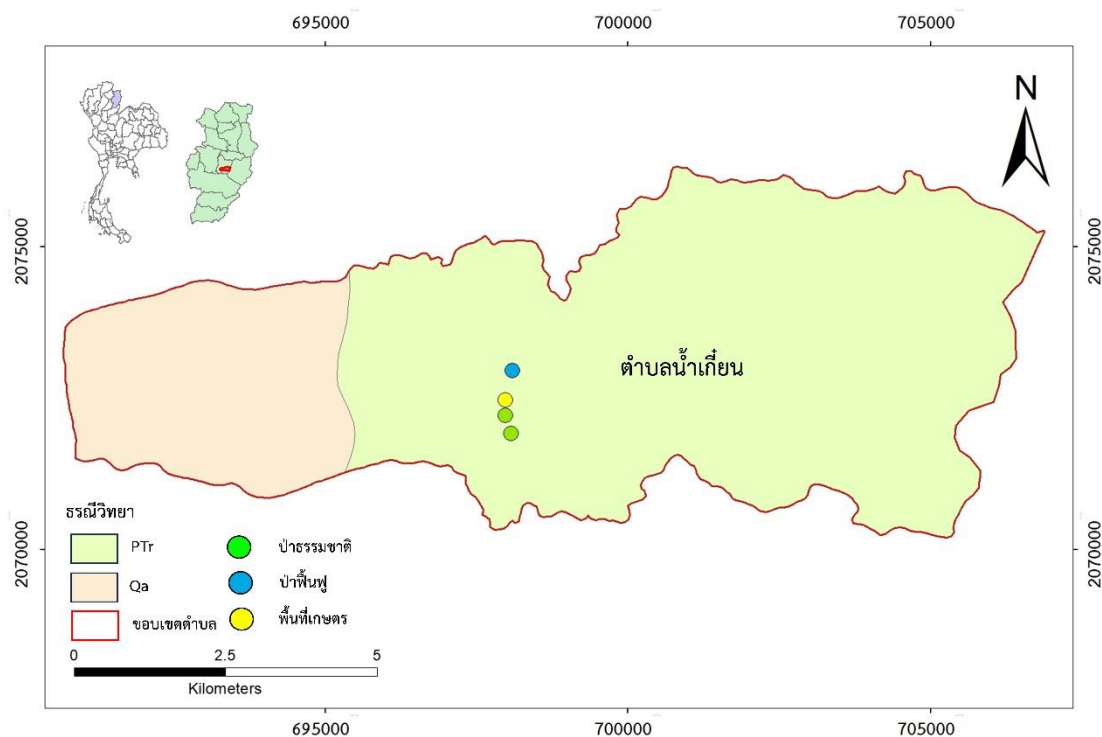 695000
700000
705000
N
2075000
2075000
ตำบลน้ำเกี๋ยน
2070000
2070000
ธรณีวิทยา
PTr
Qa
ขอบเขตตำบล
ป่าธรรมชาติ
ป่าฟื้นฟู
พื้นที่เกษตร
0
2.5
5
Kilometers
695000
700000
705000